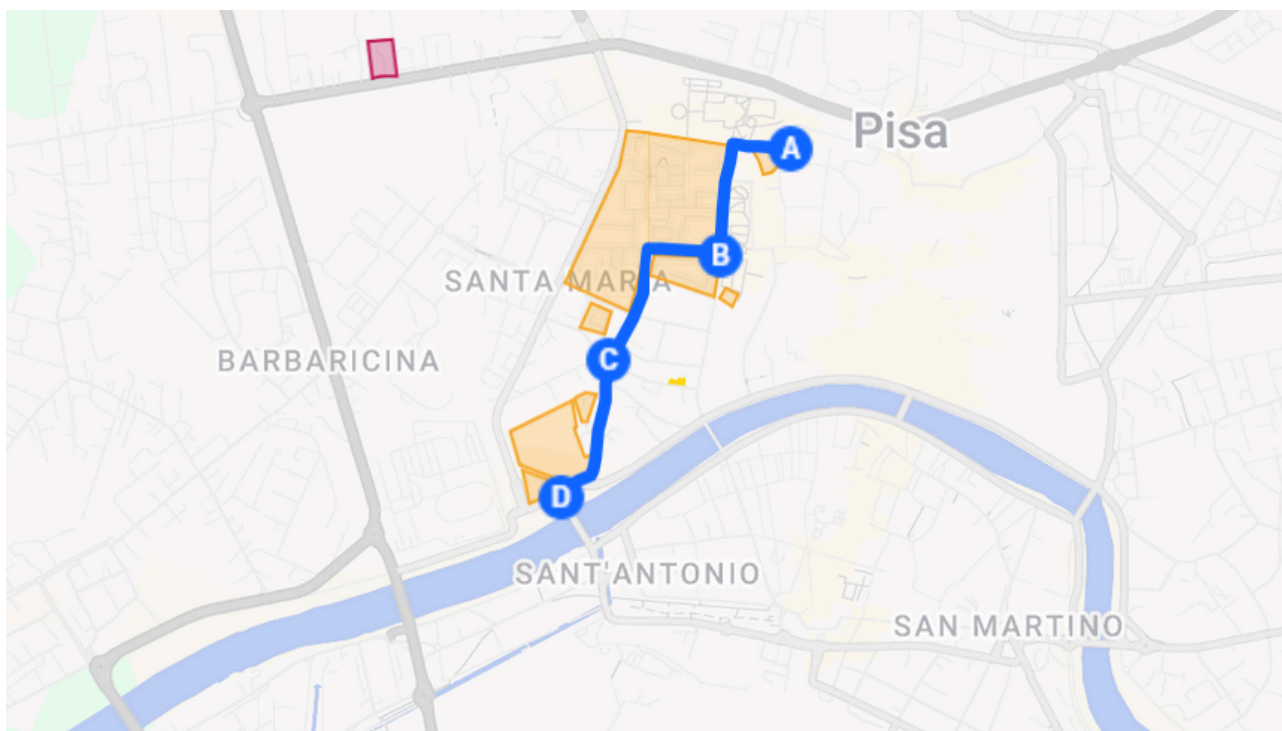 Pisa
A
B
SANTA MARIA
BARBARICINA
C
D
SANT'ANTONIO
SAN MARTINO